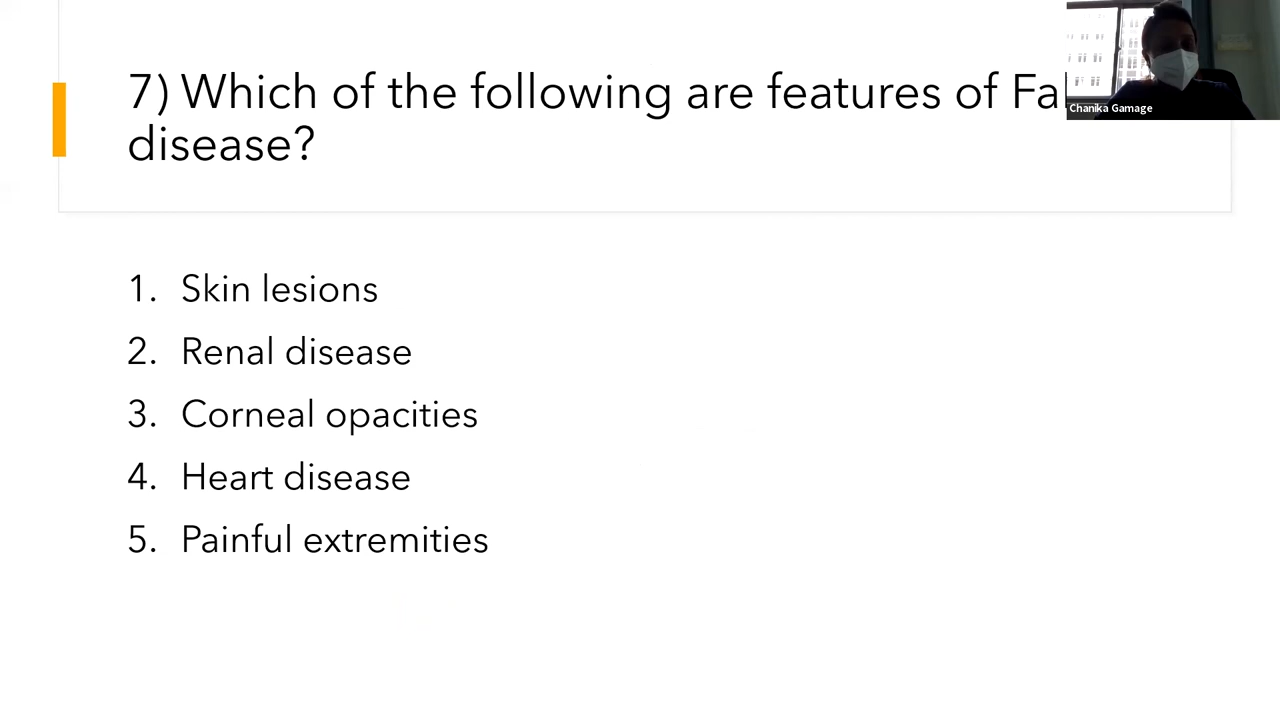 7) Which of the following are features of
disease?
Chanika Gamage
1. Skin lesions
2. Renal disease
3. Corneal opacities
4. Heart disease
5. Painful extremities